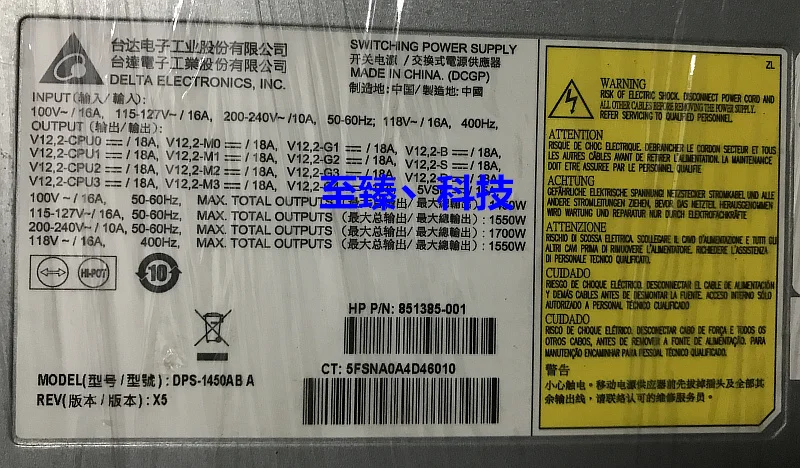 台达电子工业股份有限公司
台達電子工業股份有限公司
DELTA ELECTRONICS, INC.
SWITCHING POWER SUPPLY
开关电源 / 交換式電源供應器
MADE IN CHINA. (DCGP)
制造地: 中国 / 製造地: 中國
INPUT(输入/輸入):
100V~/ 16A, 115-127V~/ 16A, 200-240V~/10A, 50-60Hz; 118V~/ 16A, 400Hz,
OUTPUT (输出/輸出):
V12,2-CPU0 ⎓ / 18A, V12,2-M0 ⎓ / 18A, V12,2-G1 ⎓ / 18A, V12,2-B ⎓ / 18A,
V12,2-CPU1 ⎓ / 18A, V12,2-M1 ⎓ / 18A, V12,2-G2 ⎓ / 18A, V12,2-S ⎓ / 18A,
V12,2-CPU2 ⎓ / 18A, V12,2-M2 ⎓ / 18A, V12,2-G3
V12,2-CPU3 ⎓ / 18A, V12,2-M3 ⎓ / 18A,
至臻、科技
100V~ / 16A, 50-60Hz, MAX. TOTAL OUTPUTS
115-127V~/ 16A, 50-60Hz, MAX. TOTAL OUTPUTS (最大总输出/ 最大總輸出) : 1550W
200-240V~/ 10A, 50-60Hz, MAX. TOTAL OUTPUTS (最大总输出/ 最大總輸出) : 1700W
118V~ / 16A, 400Hz, MAX. TOTAL OUTPUTS (最大总输出/ 最大總輸出) : 1550W
HI-POT
10
HP P/N: 851385-001
CT: 5FSNA0A4D46010
MODEL(型号 / 型號) : DPS-1450AB A
REV(版本 / 版本) : X5
ZL
WARNING
RISK OF ELECTRIC SHOCK. DISCONNECT POWER CORD AND
ALL OTHER CABLES BEFORE REMOVING THE POWER SUPPLY.
REFER SERVICING TO QUALIFIED PERSONNEL.
ATTENTION
RISQUE DE CHOC ELECTRIQUE. DEBRANCHER LE CORDON SECTEUR ET TOUS
LES AUTRES CÂBLES AVANT DE RETIRER L'ALIMENTATION. LA MAINTENANCE
DOIT ETRE ASSUREE PAR LE PERSONNEL QUALIFIE
ACHTUNG
GEFÄHRLICHE ELEKTRISCHE SPANNUNG NETZSTECKER STROMKABEL UND ALLE
ANDERE STROMLEITUNGEN ZIEHEN, BEVOR DAS NETZTEIL HERAUSGENOMMEN
WIRD WARTUNG UND REPARATUR NUR DURCH ELEKTROFACHKRÄFTE
ATTENZIONE
RISCHIO DI SCOSSA ELETTRICA. SCOLLEGARE IL CAVO D'ALIMENTAZIONE E TUTTI GLI
ALTRI CAVI PRIMA DI RIMUOVERE L'ALIMENTATORE. RICHIEDERE L'ASSISTENZA
DI PERSONALE TECNICO QUALIFICATO.
CUIDADO
RIESGO DE CHOQUE ELÉCTRICO. DESCONECTAR EL CABLE DE ALIMENTACIÓN
Y DEMÁS CABLES ANTES DE DESMONTAR LA FUENTE. ACCESO INTERNO SÓLO
AUTORIZADO A PERSONAL TÉCNICO CUALIFICADO
CUIDADO
RISCO DE CHOQUE ELÉTRICO. DESCONECTAR CABO DE FORÇA E TODOS OS
OTROS CABOS, ANTES DE REMOVER A FONTE DE ALIMENTAÇÃO. PARA
MANUTENÇÃO ENCAMINHAR PARA PESSOAL TÉCNICO QUALIFICADO.
警告
小心触电。移动电源供应器前先拔掉插头及全部其
余输出线，请联络认可的维修服务员。